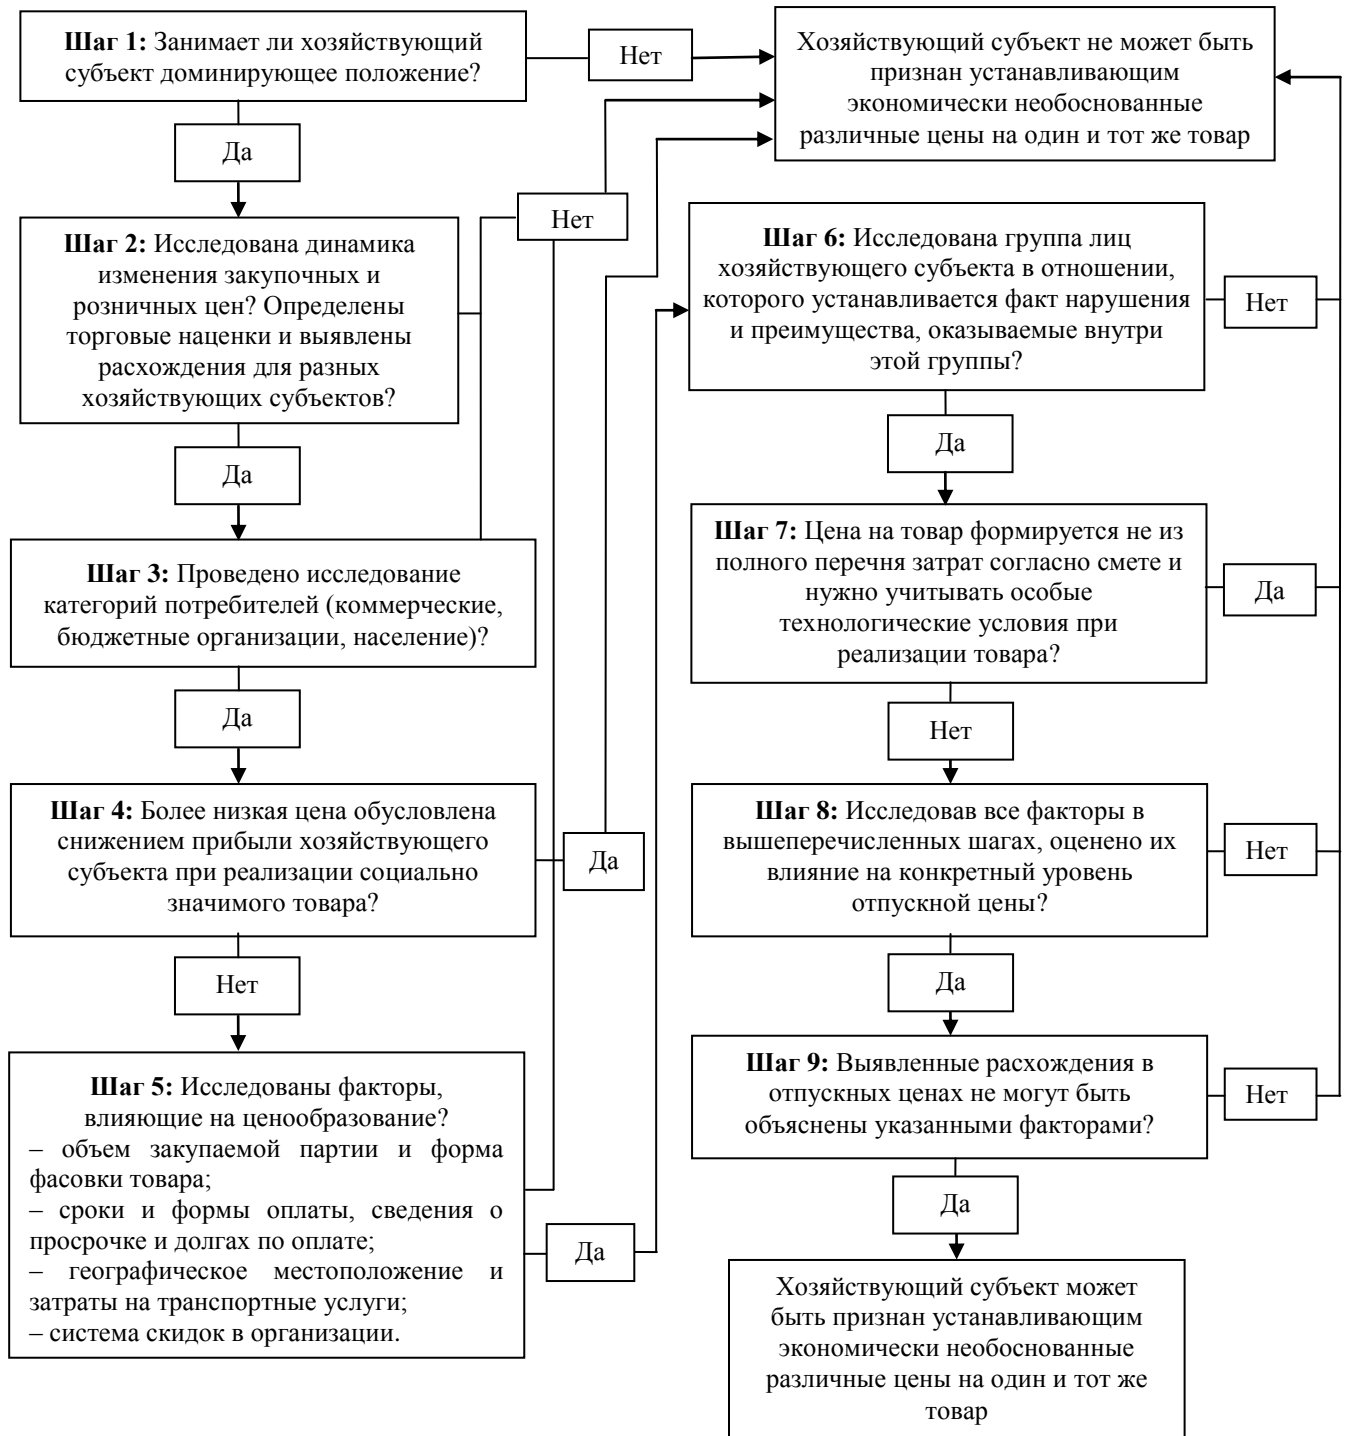 Шаг 1: Занимает ли хозяйствующий
субъект доминирующее положение?
Нет
Хозяйствующий субъект не может быть
признан устанавливающим
экономически необоснованные
различные цены на один и тот же товар
Да
Нет
Шаг 2: Исследована динамика
изменения закупочных и
розничных цен? Определены
торговые наценки и выявлены
расхождения для разных
хозяйствующих субъектов?
Да
Шаг 3: Проведено исследование
категорий потребителей (коммерческие,
бюджетные организации, население)?
Да
Шаг 4: Более низкая цена обусловлена
снижением прибыли хозяйствующего
субъекта при реализации социально
значимого товара?
Да
Нет
Шаг 5: Исследованы факторы,
влияющие на ценообразование?
– объем закупаемой партии и форма
фасовки товара;
– сроки и формы оплаты, сведения о
просрочке и долгах по оплате;
– географическое местоположение и
затраты на транспортные услуги;
– система скидок в организации.
Да
Шаг 6: Исследована группа лиц
хозяйствующего субъекта в отношении,
которого устанавливается факт нарушения
и преимущества, оказываемые внутри
этой группы?
Нет
Да
Шаг 7: Цена на товар формируется не из
полного перечня затрат согласно смете и
нужно учитывать особые
технологические условия при
реализации товара?
Да
Нет
Шаг 8: Исследовав все факторы в
вышеперечисленных шагах, оценено их
влияние на конкретный уровень
отпускной цены?
Нет
Да
Шаг 9: Выявленные расхождения в
отпускных ценах не могут быть
объяснены указанными факторами?
Нет
Да
Хозяйствующий субъект может
быть признан устанавливающим
экономически необоснованные
различные цены на один и тот же
товар